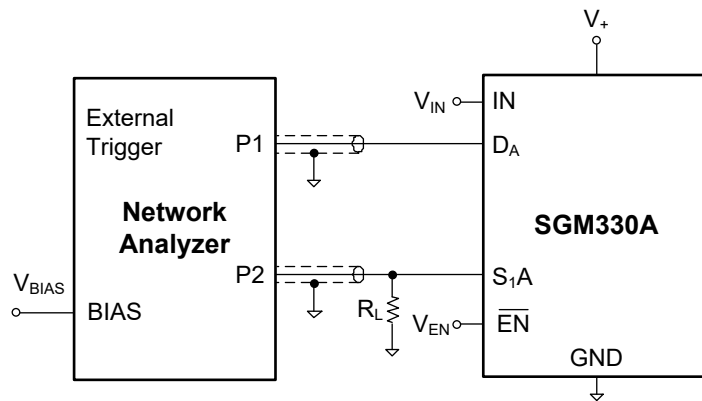 V+
External
Trigger
P1
Network
Analyzer
P2
VBIAS
BIAS
RL
VIN
IN
DA
SGM330A
S1A
VEN
EN
GND